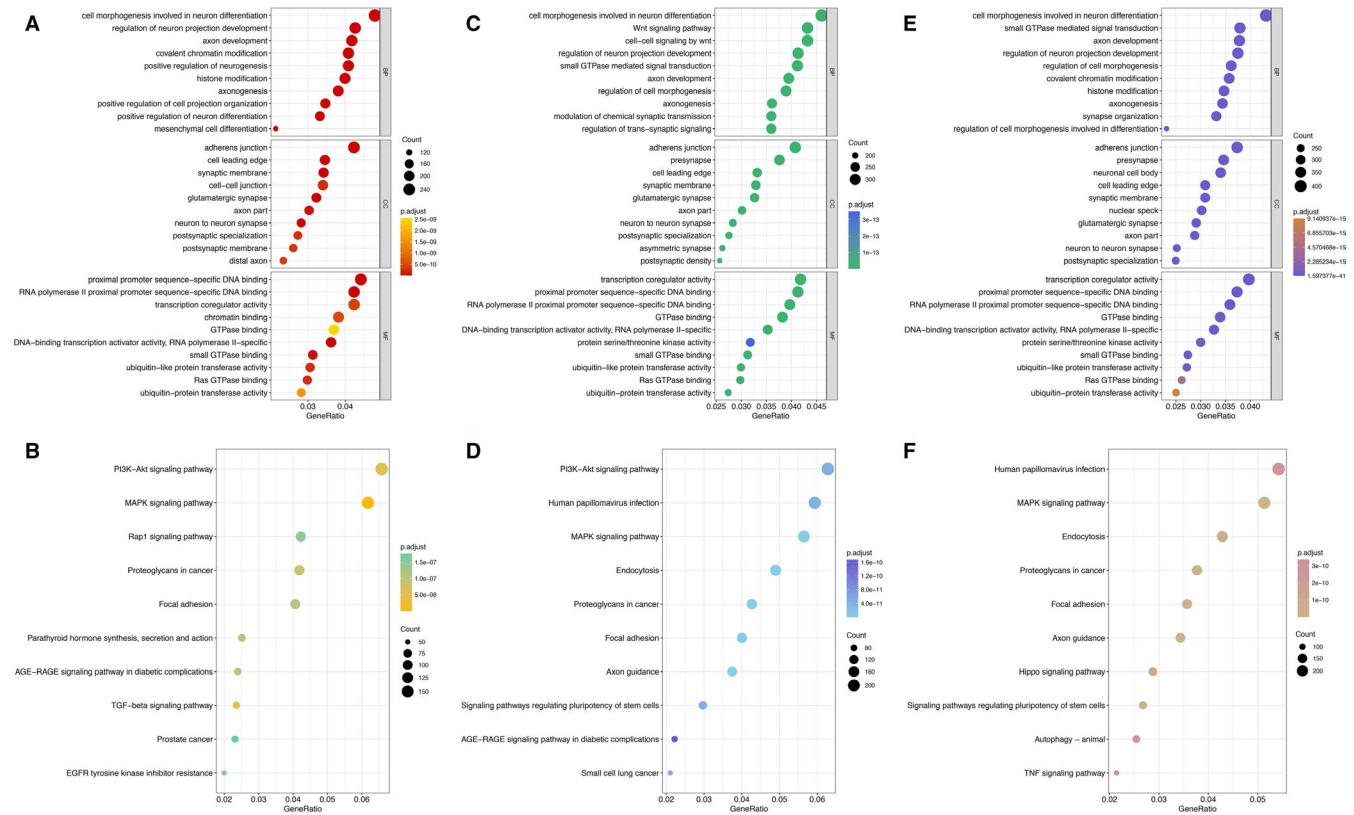 A
cell morphogenesis involved in neuron differentiation
regulation of neuron projection development
axon development
covalent chromatin modification
positive regulation of neurogenesis
histone modification
axonogenesis
positive regulation of cell projection organization
positive regulation of neuron differentiation
mesenchymal cell differentiation
BP
adherens junction
cell leading edge
synaptic membrane
cell−cell junction
glutamatergic synapse
axon part
neuron to neuron synapse
postsynaptic specialization
postsynaptic membrane
distal axon
CC
proximal promoter sequence−specific DNA binding
RNA polymerase II proximal promoter sequence−specific DNA binding
transcription coregulator activity
chromatin binding
GTPase binding
DNA−binding transcription activator activity, RNA polymerase II−specific
small GTPase binding
ubiquitin−like protein transferase activity
Ras GTPase binding
ubiquitin−protein transferase activity
MF
0.03 0.04
GeneRatio
Count
120
160
200
240
p.adjust
2.5e−09
2.0e−09
1.5e−09
1.0e−09
5.0e−10
C
cell morphogenesis involved in neuron differentiation
Wnt signaling pathway
cell−cell signaling by wnt
regulation of neuron projection development
small GTPase mediated signal transduction
axon development
regulation of cell morphogenesis
axonogenesis
modulation of chemical synaptic transmission
regulation of trans−synaptic signaling
BP
adherens junction
presynapse
cell leading edge
synaptic membrane
glutamatergic synapse
axon part
neuron to neuron synapse
postsynaptic specialization
asymmetric synapse
postsynaptic density
CC
transcription coregulator activity
proximal promoter sequence−specific DNA binding
RNA polymerase II proximal promoter sequence−specific DNA binding
GTPase binding
DNA−binding transcription activator activity, RNA polymerase II−specific
protein serine/threonine kinase activity
small GTPase binding
ubiquitin−like protein transferase activity
Ras GTPase binding
ubiquitin−protein transferase activity
MF
0.025 0.030 0.035 0.040 0.045
GeneRatio
Count
200
250
300
p.adjust
3e−13
2e−13
1e−13
E
cell morphogenesis involved in neuron differentiation
small GTPase mediated signal transduction
axon development
regulation of neuron projection development
regulation of cell morphogenesis
covalent chromatin modification
histone modification
axonogenesis
synapse organization
regulation of cell morphogenesis involved in differentiation
BP
adherens junction
presynapse
neuronal cell body
cell leading edge
synaptic membrane
nuclear speck
glutamatergic synapse
axon part
neuron to neuron synapse
postsynaptic specialization
CC
transcription coregulator activity
proximal promoter sequence−specific DNA binding
RNA polymerase II proximal promoter sequence−specific DNA binding
GTPase binding
DNA−binding transcription activator activity, RNA polymerase II−specific
protein serine/threonine kinase activity
small GTPase binding
ubiquitin−like protein transferase activity
Ras GTPase binding
ubiquitin−protein transferase activity
MF
0.025 0.030 0.035 0.040
GeneRatio
Count
250
300
350
400
p.adjust
9.140937e−15
6.855703e−15
4.570468e−15
2.285234e−15
1.597377e−41
B
PI3K−Akt signaling pathway
MAPK signaling pathway
Rap1 signaling pathway
Proteoglycans in cancer
Focal adhesion
Parathyroid hormone synthesis, secretion and action
AGE−RAGE signaling pathway in diabetic complications
TGF−beta signaling pathway
Prostate cancer
EGFR tyrosine kinase inhibitor resistance
0.02 0.03 0.04 0.05 0.06
GeneRatio
p.adjust
1.5e−07
1.0e−07
5.0e−08
Count
50
75
100
125
150
D
PI3K−Akt signaling pathway
Human papillomavirus infection
MAPK signaling pathway
Endocytosis
Proteoglycans in cancer
Focal adhesion
Axon guidance
Signaling pathways regulating pluripotency of stem cells
AGE−RAGE signaling pathway in diabetic complications
Small cell lung cancer
0.02 0.03 0.04 0.05 0.06
GeneRatio
p.adjust
1.6e−10
1.2e−10
8.0e−11
4.0e−11
Count
80
120
160
200
F
Human papillomavirus infection
MAPK signaling pathway
Endocytosis
Proteoglycans in cancer
Focal adhesion
Axon guidance
Hippo signaling pathway
Signaling pathways regulating pluripotency of stem cells
Autophagy − animal
TNF signaling pathway
0.02 0.03 0.04 0.05
GeneRatio
p.adjust
3e−10
2e−10
1e−10
Count
100
150
200